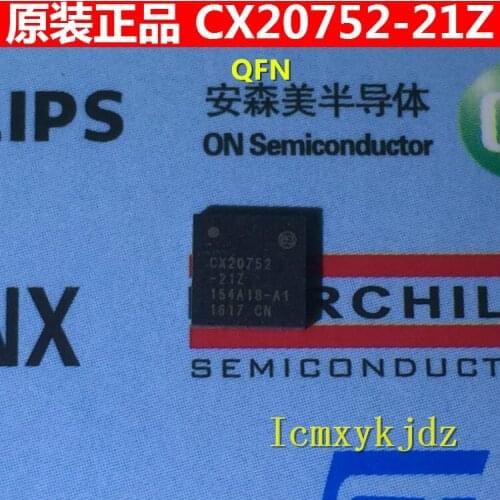 原装正品 CX20752-21Z
QFN
LIPS
安森美半导体
ON Semiconductor
CX20752
-21Z
154A18-A1
1617 CN
NX
RCHIL
SEMICONDUCT
Icmxykjdz